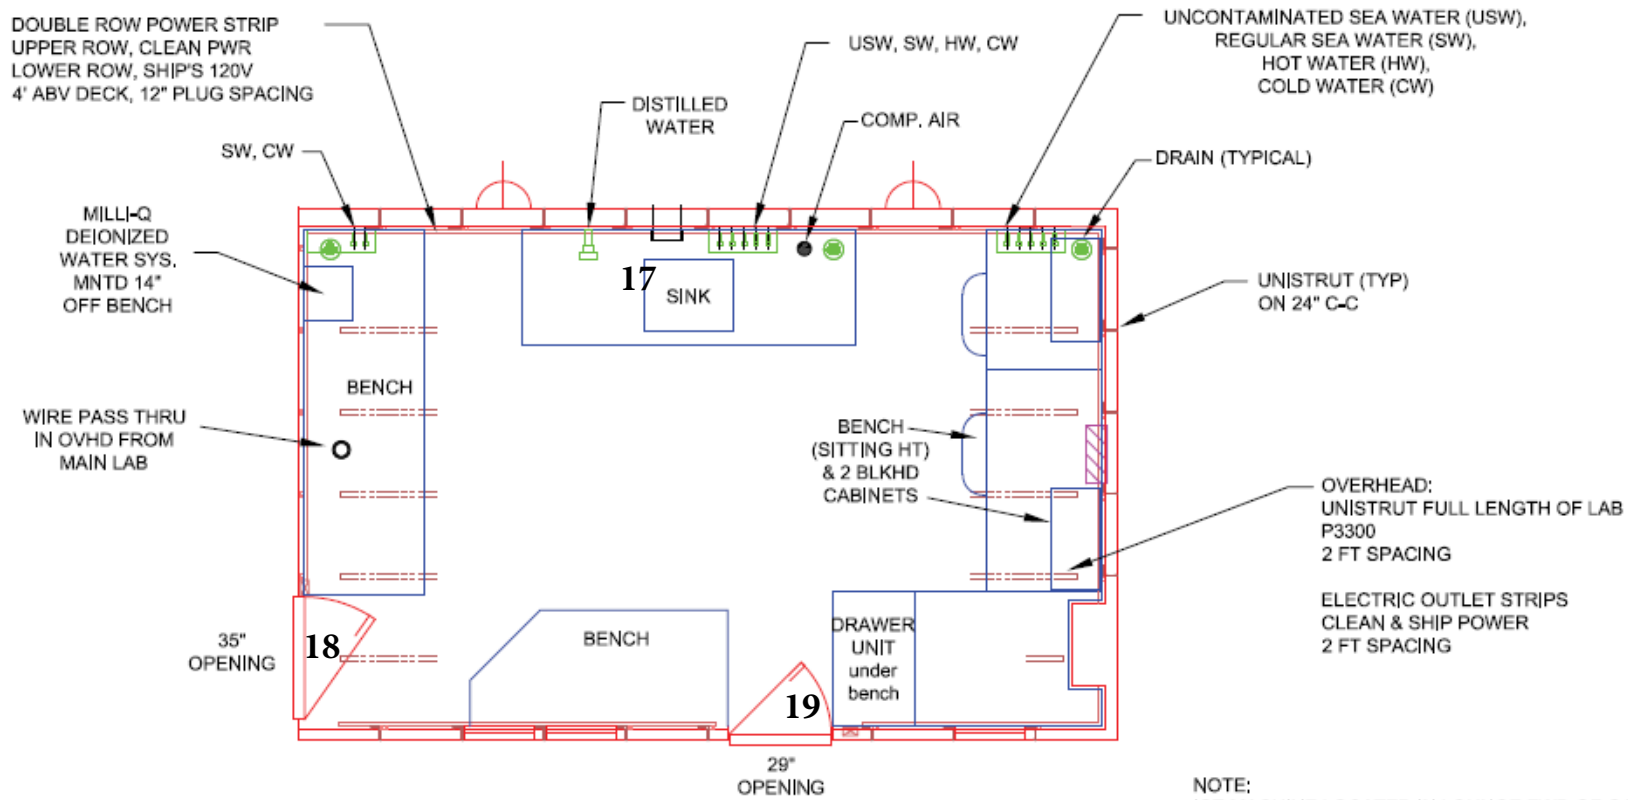 DOUBLE ROW POWER STRIP
UPPER ROW, CLEAN PWR
LOWER ROW, SHIP'S 120V
4' ABV DECK, 12" PLUG SPACING
SW, CW
MILLI-Q
DEIONIZED
WATER SYS.
MNTD 14"
OFF BENCH
WIRE PASS THRU
IN OVHD FROM
MAIN LAB
35"
OPENING
18
BENCH
DISTILLED
WATER
USW, SW, HW, CW
COMP. AIR
17
SINK
UNCONTAMINATED SEA WATER (USW),
REGULAR SEA WATER (SW),
HOT WATER (HW),
COLD WATER (CW)
DRAIN (TYPICAL)
UNISTRUT (TYP)
ON 24" C-C
BENCH
(SITTING HT)
& 2 BLKHD
CABINETS
OVERHEAD:
UNISTRUT FULL LENGTH OF LAB
P3300
2 FT SPACING
ELECTRIC OUTLET STRIPS
CLEAN & SHIP POWER
2 FT SPACING
BENCH
19
DRAWER
UNIT
under
bench
29"
OPENING
NOTE: